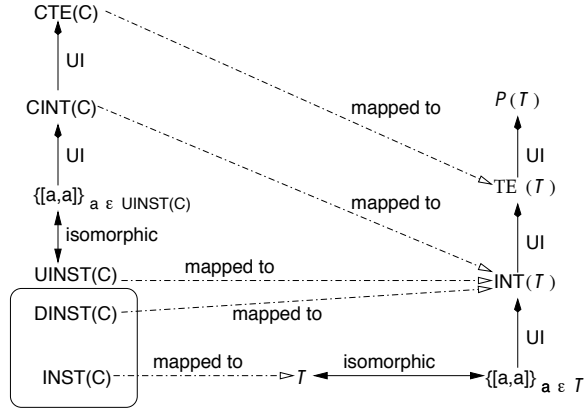 CTE(C)
UI
mapped to
CINT(C)
P(T)
UI
UI
mapped to
TE (T)
{[a,a]} a ε UINST(C)
isomorphic
UI
UINST(C)
mapped to
INT(T)
DINST(C)
mapped to
UI
INST(C)
mapped to
T
isomorphic
{[a,a]} a ε T